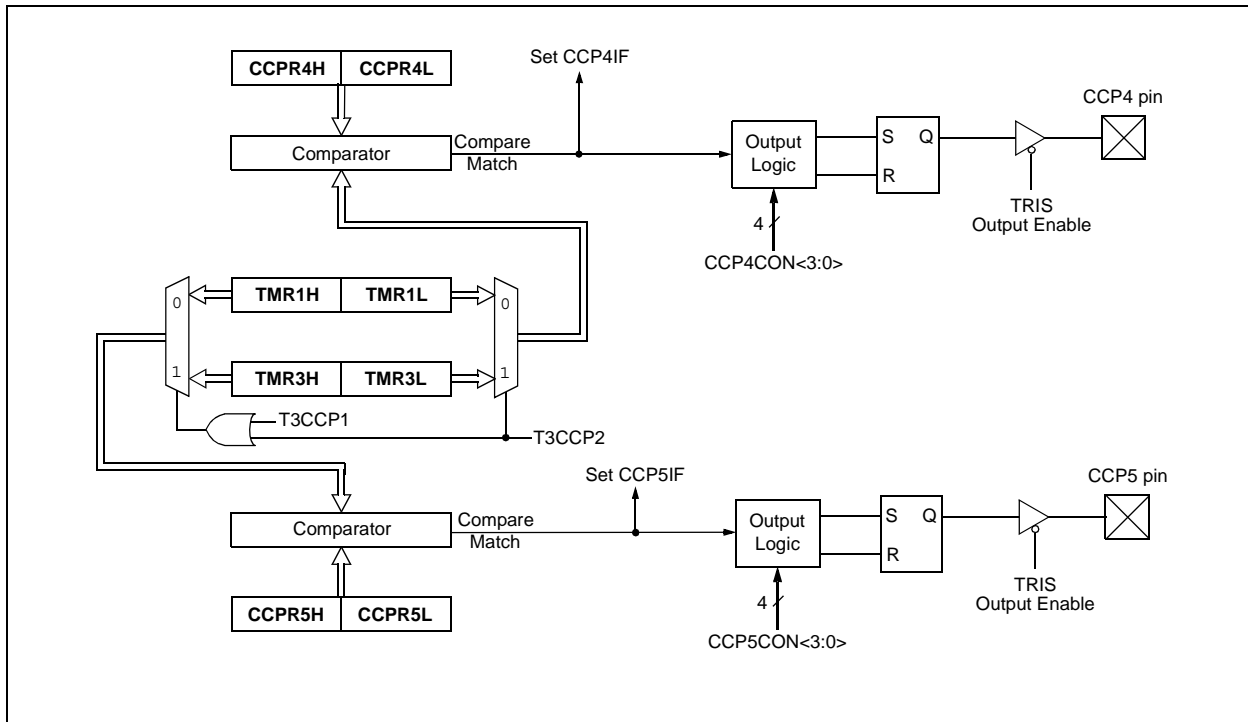 CCPR4H CCPR4L
Set CCP4IF
CCP4 pin
Comparator
Compare
Match
Output
Logic
S Q
R
TRIS
Output Enable
4
CCP4CON<3:0>
0 TMR1H TMR1L 0
1 TMR3H TMR3L 1
T3CCP1
T3CCP2
Set CCP5IF
CCP5 pin
Comparator
Compare
Match
Output
Logic
S Q
R
TRIS
Output Enable
4
CCPR5H CCPR5L
CCP5CON<3:0>